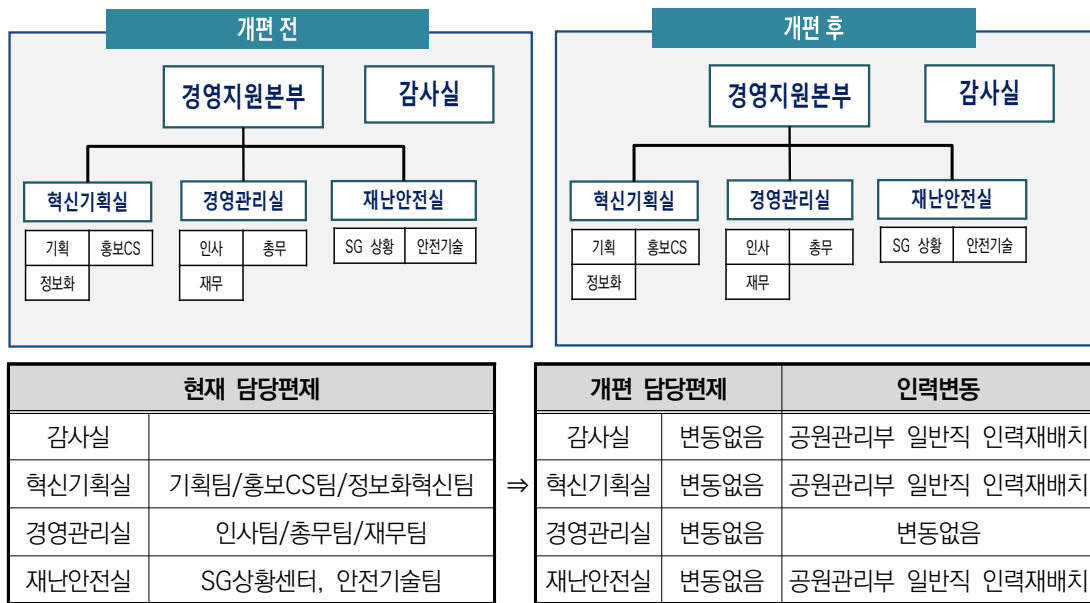 개편 전
경영지원본부 감사실
혁신기획실 경영관리실 재난안전실
기획 홍보CS 인사 총무 SG 상황 안전기술
정보화 재무
개편 후
경영지원본부 감사실
혁신기획실 경영관리실 재난안전실
기획 홍보CS 인사 총무 SG 상황 안전기술
정보화 재무
현재 담당편제
감사실
혁신기획실 기획팀/홍보CS팀/정보화혁신팀
경영관리실 인사팀/총무팀/재무팀
재난안전실 SG상황센터, 안전기술팀
⇒
개편 담당편제 인력변동
감사실 변동없음 공원관리부 일반직 인력재배치
혁신기획실 변동없음 공원관리부 일반직 인력재배치
경영관리실 변동없음 변동없음
재난안전실 변동없음 공원관리부 일반직 인력재배치